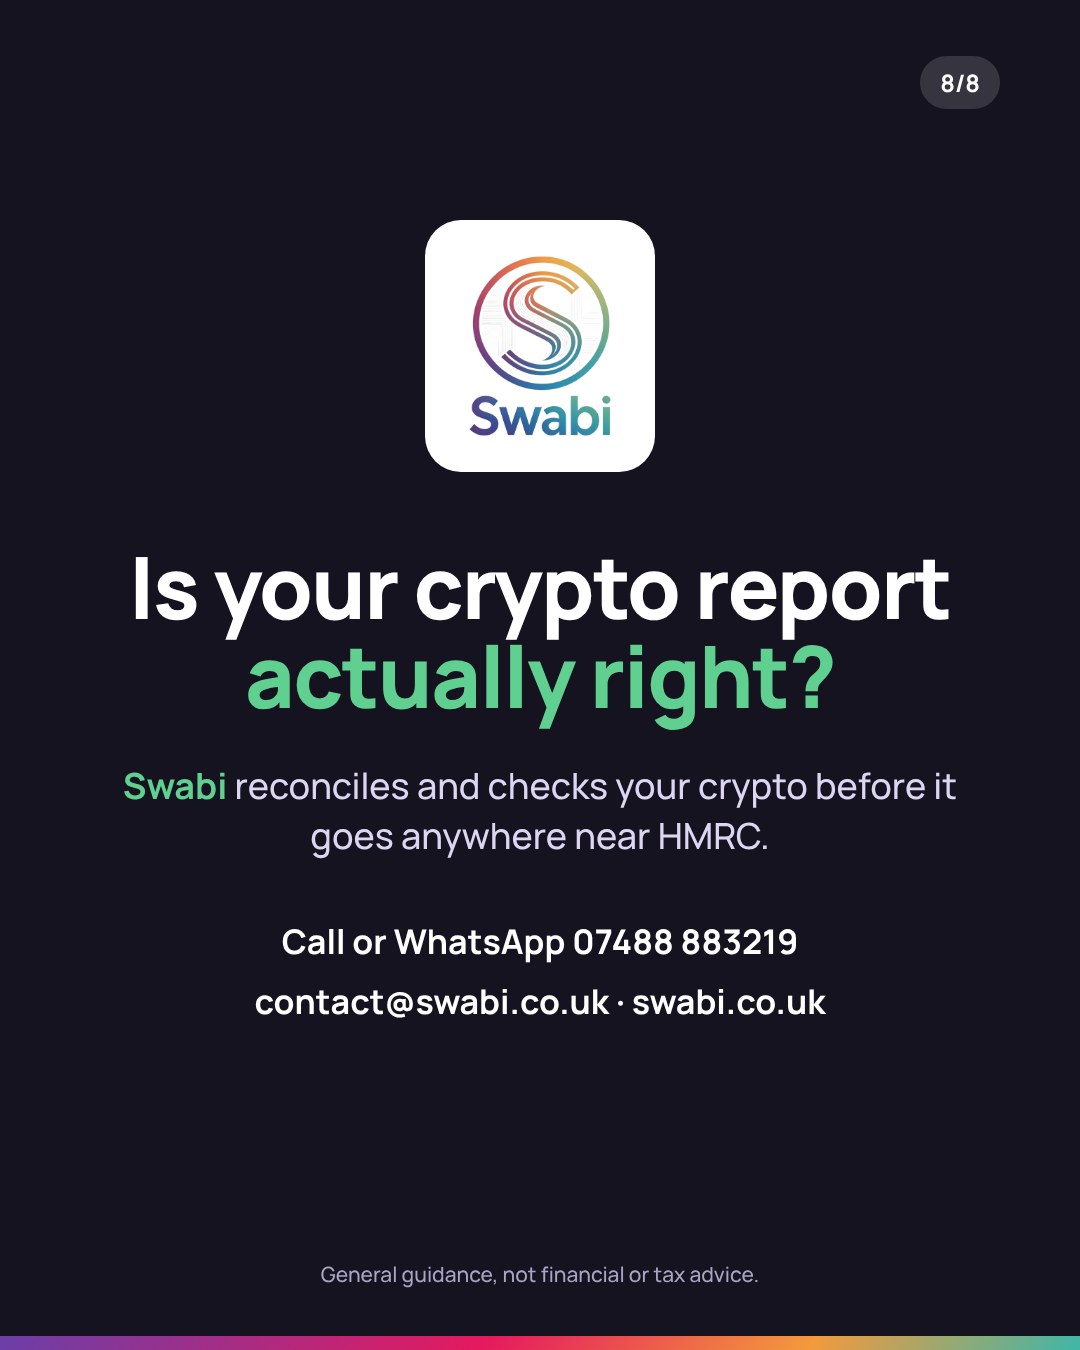 8/8
Swabi
Is your crypto report
actually right?
Swabi reconciles and checks your crypto before it
goes anywhere near HMRC.
Call or WhatsApp 07488 883219
contact@swabi.co.uk · swabi.co.uk
General guidance, not financial or tax advice.